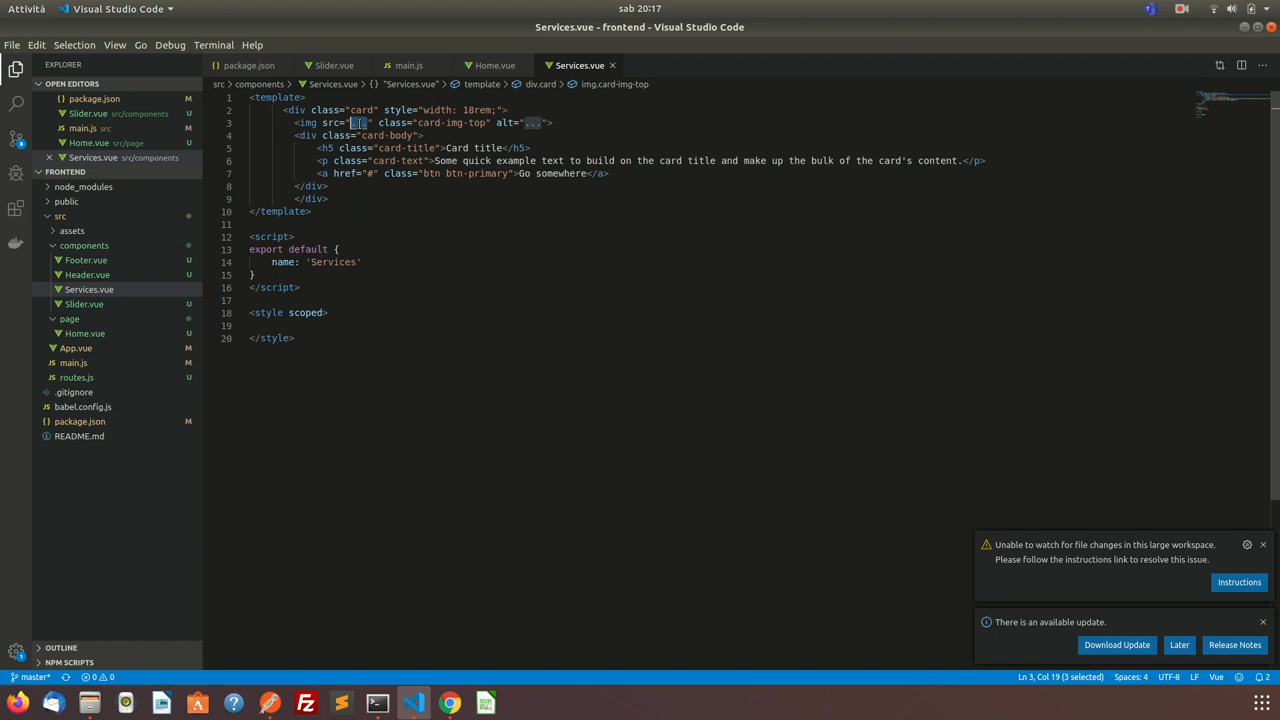 Attività Visual Studio Code sab 20:17
Services.vue - frontend - Visual Studio Code
File Edit Selection View Go Debug Terminal Help
EXPLORER
package.json Slider.vue main.js Home.vue Services.vue
OPEN EDITORS
src components Services.vue {} "Services.vue" template div.card img.card-img-top
package.json
Slider.vue src/components
main.js src
Home.vue src/page
Services.vue src/components
FRONTEND
node_modules
public
src
assets
components
Footer.vue U
Header.vue U
Services.vue
Slider.vue U
page
Home.vue U
App.vue M
main.js M
routes.js U
.gitignore
babel.config.js
package.json M
README.md
OUTLINE
NPM SCRIPTS
1 <template>
2 <div class="card" style="width: 18rem;">
3 <img src="..." class="card-img-top" alt="...">
4 <div class="card-body">
5 <h5 class="card-title">Card title</h5>
6 <p class="card-text">Some quick example text to build on the card title and make up the bulk of the card's content.</p>
7 <a href="#" class="btn btn-primary">Go somewhere</a>
8 </div>
9 </div>
10 </template>
11
12 <script>
13 export default {
14 name: 'Services'
15 }
16 </script>
17
18 <style scoped>
19
20 </style>
Unable to watch for file changes in this large workspace.
Please follow the instructions link to resolve this issue.
Instructions
There is an available update.
Download Update Later Release Notes
master* 0 0 Ln 3, Col 19 (3 selected) Spaces: 4 UTF-8 LF Vue 2